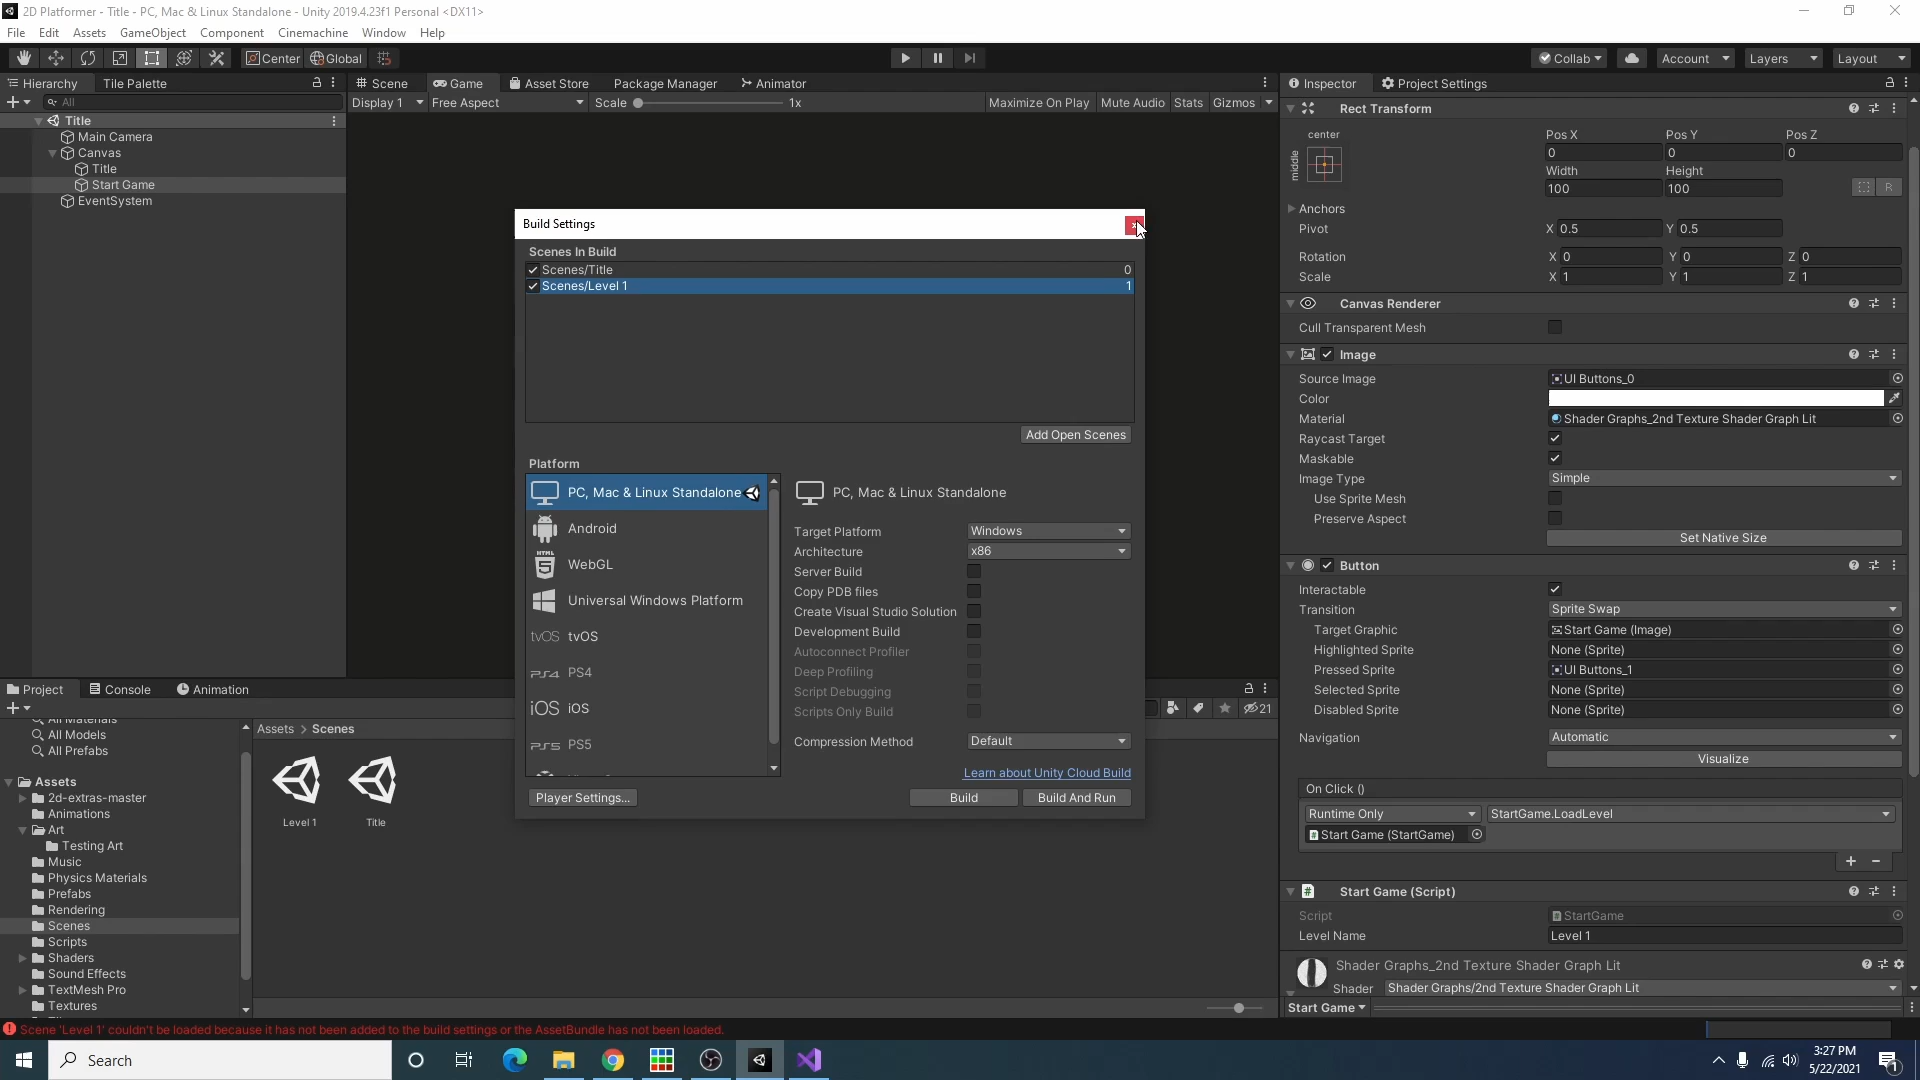 2D Platformer - Title - PC, Mac & Linux Standalone - Unity 2019.4.23f1 Personal <DX11>
File Edit Assets GameObject Component Cinemachine Window Help
Center Global Collab Account Layers Layout
Hierarchy Tile Palette
All
Title
Main Camera
Canvas
Title
Start Game
EventSystem
Scene Game Asset Store Package Manager Animator
Display 1 Free Aspect Scale 1x Maximize On Play Mute Audio Stats Gizmos
Build Settings
Scenes In Build
Scenes/Title 0
Scenes/Level 1 1
Add Open Scenes
Platform
PC, Mac & Linux Standalone
Android
HTML
WebGL
Universal Windows Platform
tvOS tvOS
PS4 PS4
iOS iOS
PS5 PS5
PC, Mac & Linux Standalone
Target Platform Windows
Architecture x86
Server Build
Copy PDB files
Create Visual Studio Solution
Development Build
Autoconnect Profiler
Deep Profiling
Script Debugging
Scripts Only Build
Compression Method Default
Learn about Unity Cloud Build
Player Settings... Build Build And Run
Inspector Project Settings
Rect Transform
center
middle
Pos X Pos Y Pos Z
0 0 0
Width Height
100 100
R
Anchors
Pivot X 0.5 Y 0.5
Rotation X 0 Y 0 Z 0
Scale X 1 Y 1 Z 1
Canvas Renderer
Cull Transparent Mesh
Image
Source Image UI Buttons_0
Color
Material Shader Graphs_2nd Texture Shader Graph Lit
Raycast Target
Maskable
Image Type Simple
Use Sprite Mesh
Preserve Aspect
Set Native Size
Button
Interactable
Transition Sprite Swap
Target Graphic Start Game (Image)
Highlighted Sprite None (Sprite)
Pressed Sprite UI Buttons_1
Selected Sprite None (Sprite)
Disabled Sprite None (Sprite)
Navigation Automatic
Visualize
On Click ()
Runtime Only StartGame.LoadLevel
Start Game (StartGame)
+ −
Start Game (Script)
Script StartGame
Level Name Level 1
Shader Graphs_2nd Texture Shader Graph Lit
Shader Shader Graphs/2nd Texture Shader Graph Lit
Start Game
Project Console Animation
21
All Materials
All Models
All Prefabs
Assets
2d-extras-master
Animations
Art
Testing Art
Music
Physics Materials
Prefabs
Rendering
Scenes
Scripts
Shaders
Sound Effects
TextMesh Pro
Textures
Assets > Scenes
Level 1 Title
Scene 'Level 1' couldn't be loaded because it has not been added to the build settings or the AssetBundle has not been loaded.
Search
3:27 PM
5/22/2021
1